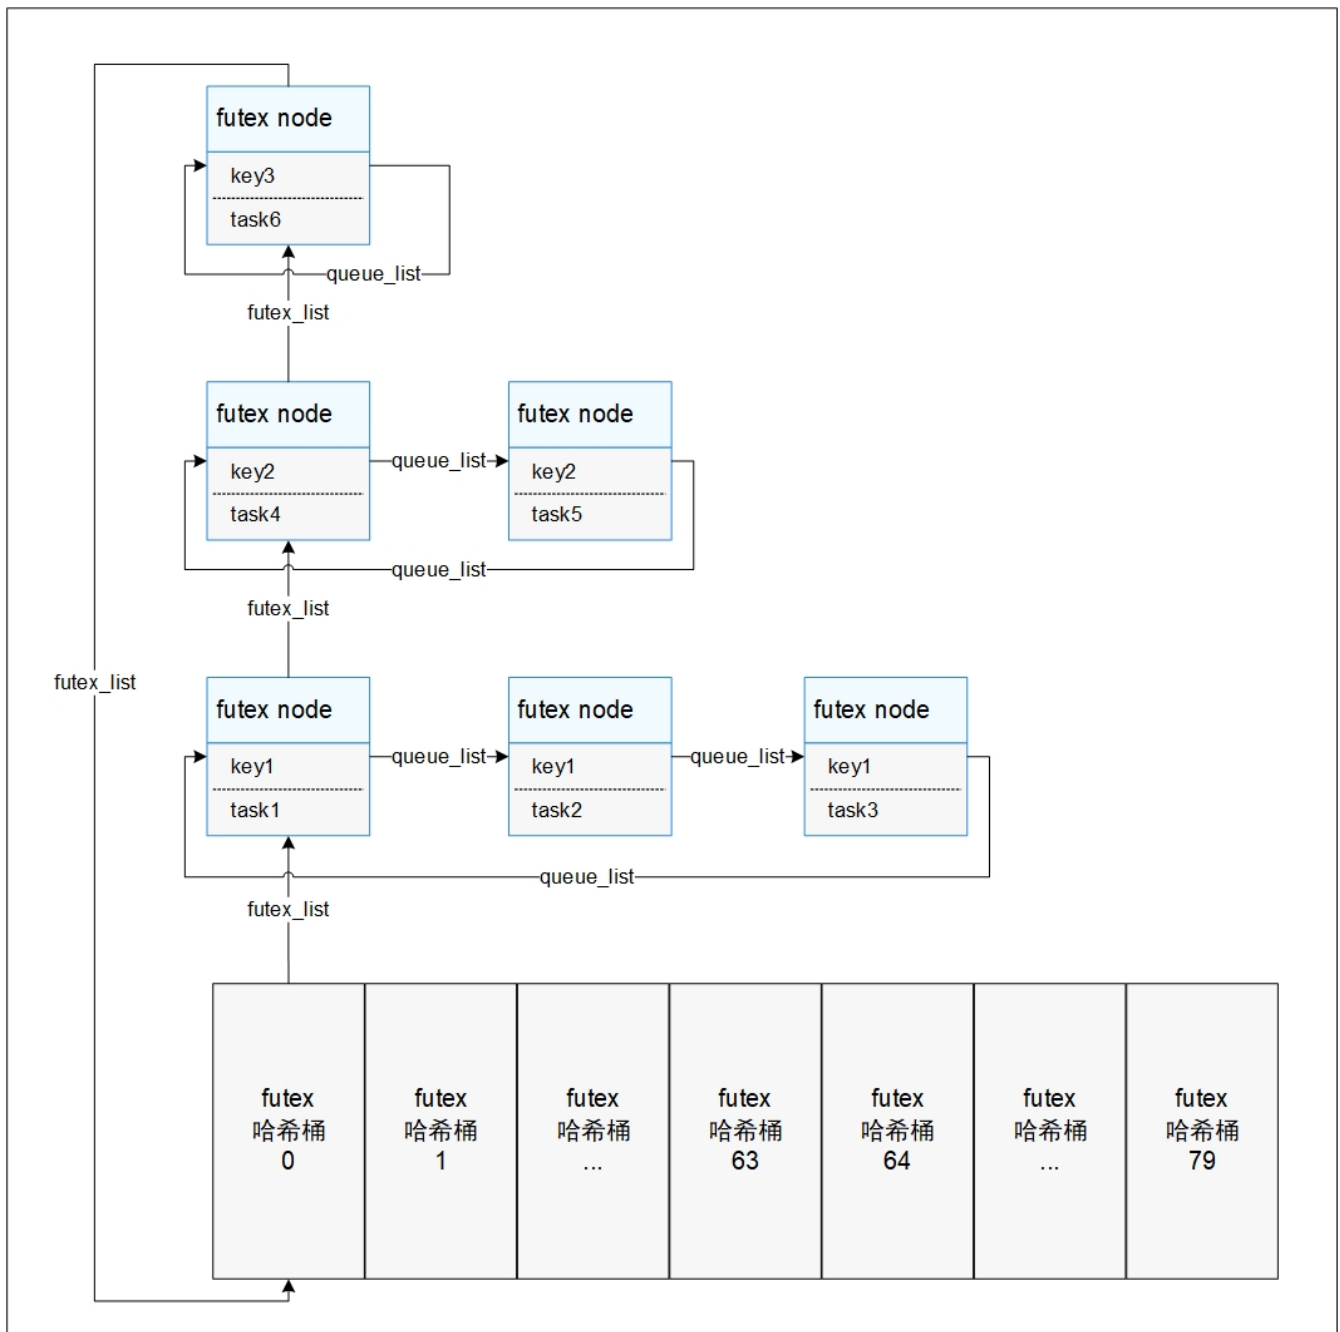 futex node
key3
task6
queue_list
futex_list
futex node
futex node
key2
queue_list
key2
task4
task5
queue_list
futex_list
futex_list
futex node
futex node
futex node
key1
queue_list
key1
queue_list
key1
task1
task2
task3
queue_list
futex_list
futex
哈希桶
0
futex
哈希桶
1
futex
哈希桶
...
futex
哈希桶
63
futex
哈希桶
64
futex
哈希桶
...
futex
哈希桶
79